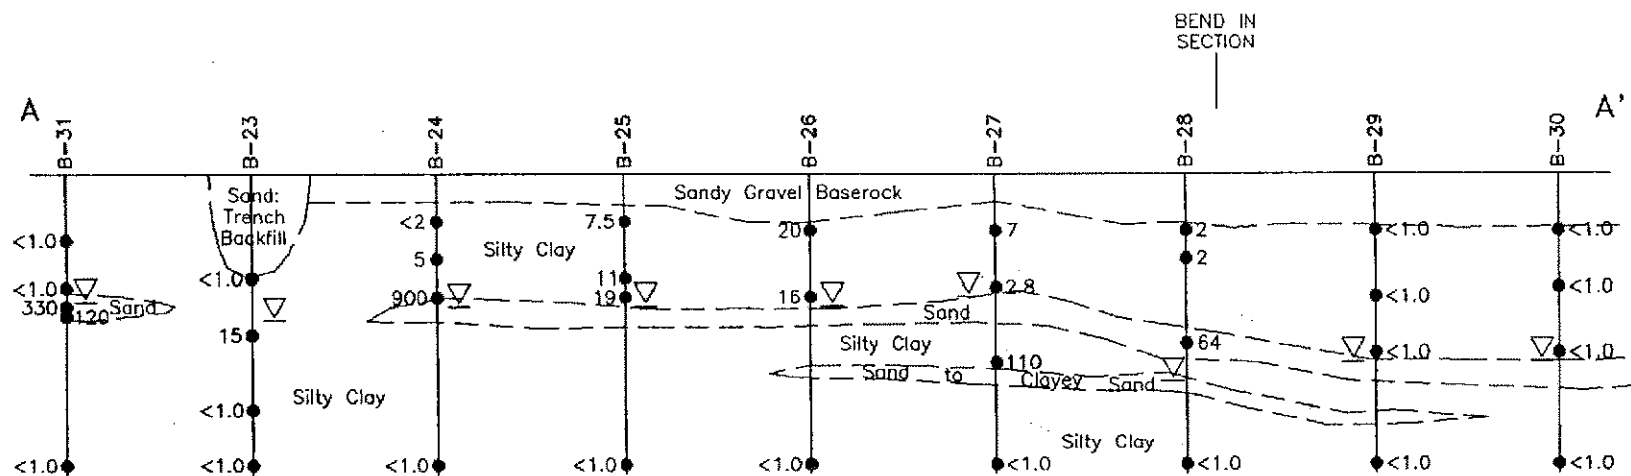 BEND IN
SECTION
A
A'
B-31
B-23
B-24
B-25
B-26
B-27
B-28
B-29
B-30
Sand:
Trench
Backfill
Sandy Gravel Baserock
<2
7.5
20
7
2
<1.0
<1.0
<1.0
Silty Clay
5
2
<1.0
<1.0
11
2.8
<1.0
<1.0
<1.0
900
19
16
330
120
Sand
Sand
15
Silty Clay
64
<1.0
<1.0
110
Sand to Clayey Sand
Silty Clay
<1.0
Silty Clay
<1.0
<1.0
<1.0
<1.0
<1.0
<1.0
<1.0
<1.0
<1.0